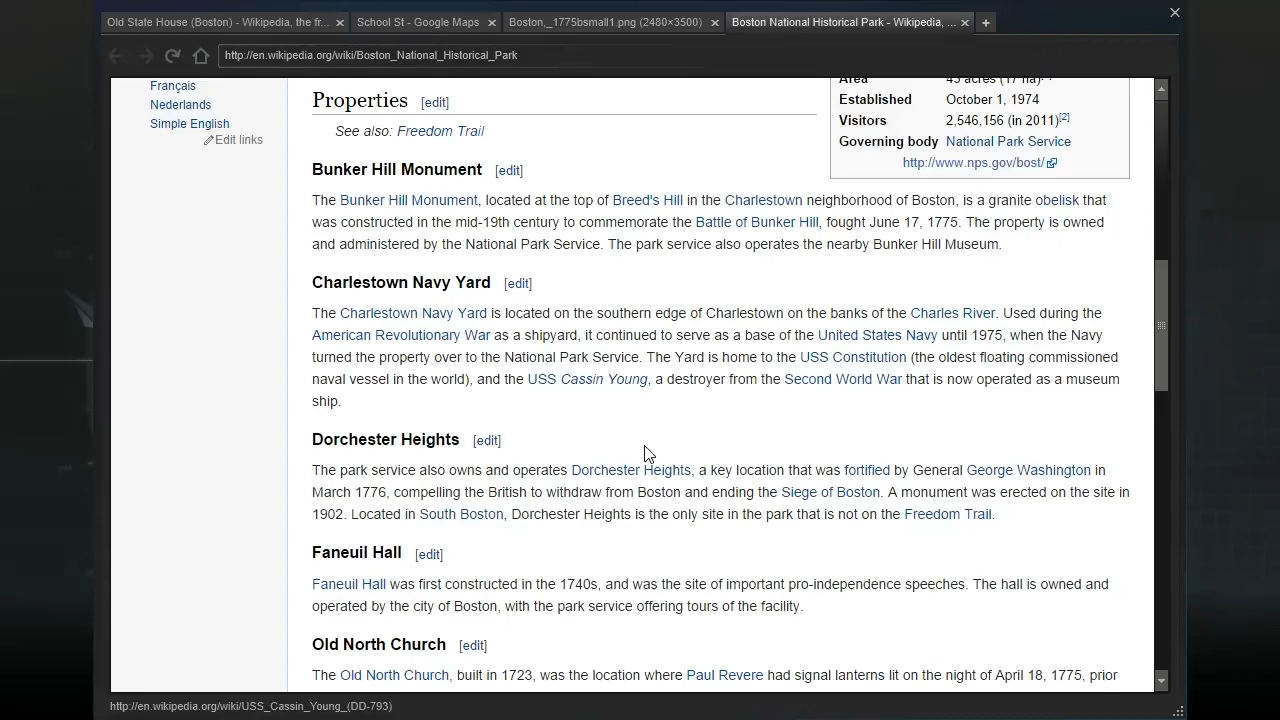 Old State House (Boston) - Wikipedia, the fr... × School St - Google Maps × Boston,_1775bsmall1.png (2480×3500) × Boston National Historical Park - Wikipedia, ... × +
http://en.wikipedia.org/wiki/Boston_National_Historical_Park
Français
Nederlands
Simple English
Edit links
Properties [edit]
See also: Freedom Trail
Area 43 acres (17 ha)
Established October 1, 1974
Visitors 2,546,156 (in 2011)[2]
Governing body National Park Service
http://www.nps.gov/bost/
Bunker Hill Monument [edit]
The Bunker Hill Monument, located at the top of Breed's Hill in the Charlestown neighborhood of Boston, is a granite obelisk that
was constructed in the mid-19th century to commemorate the Battle of Bunker Hill, fought June 17, 1775. The property is owned
and administered by the National Park Service. The park service also operates the nearby Bunker Hill Museum.
Charlestown Navy Yard [edit]
The Charlestown Navy Yard is located on the southern edge of Charlestown on the banks of the Charles River. Used during the
American Revolutionary War as a shipyard, it continued to serve as a base of the United States Navy until 1975, when the Navy
turned the property over to the National Park Service. The Yard is home to the USS Constitution (the oldest floating commissioned
naval vessel in the world), and the USS Cassin Young, a destroyer from the Second World War that is now operated as a museum
ship.
Dorchester Heights [edit]
The park service also owns and operates Dorchester Heights, a key location that was fortified by General George Washington in
March 1776, compelling the British to withdraw from Boston and ending the Siege of Boston. A monument was erected on the site in
1902. Located in South Boston, Dorchester Heights is the only site in the park that is not on the Freedom Trail.
Faneuil Hall [edit]
Faneuil Hall was first constructed in the 1740s, and was the site of important pro-independence speeches. The hall is owned and
operated by the city of Boston, with the park service offering tours of the facility.
Old North Church [edit]
The Old North Church, built in 1723, was the location where Paul Revere had signal lanterns lit on the night of April 18, 1775, prior
http://en.wikipedia.org/wiki/USS_Cassin_Young_(DD-793)